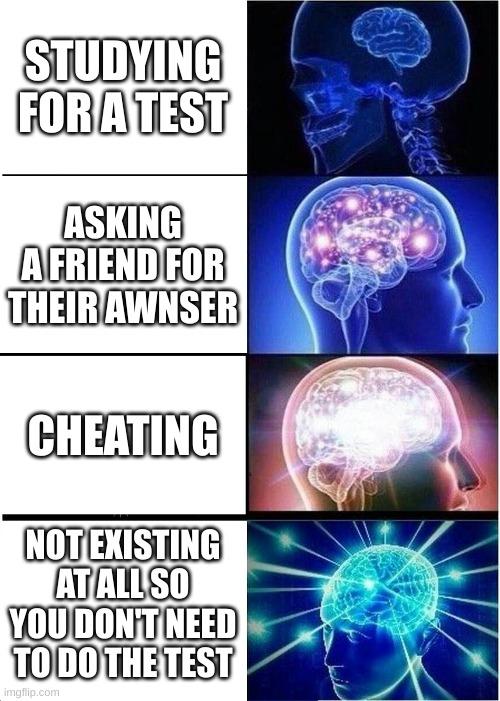 STUDYING
FOR A TEST
ASKING
A FRIEND FOR
THEIR AWNSER
CHEATING
NOT EXISTING
AT ALL SO
YOU DON'T NEED
TO DO THE TEST
imgflip.com